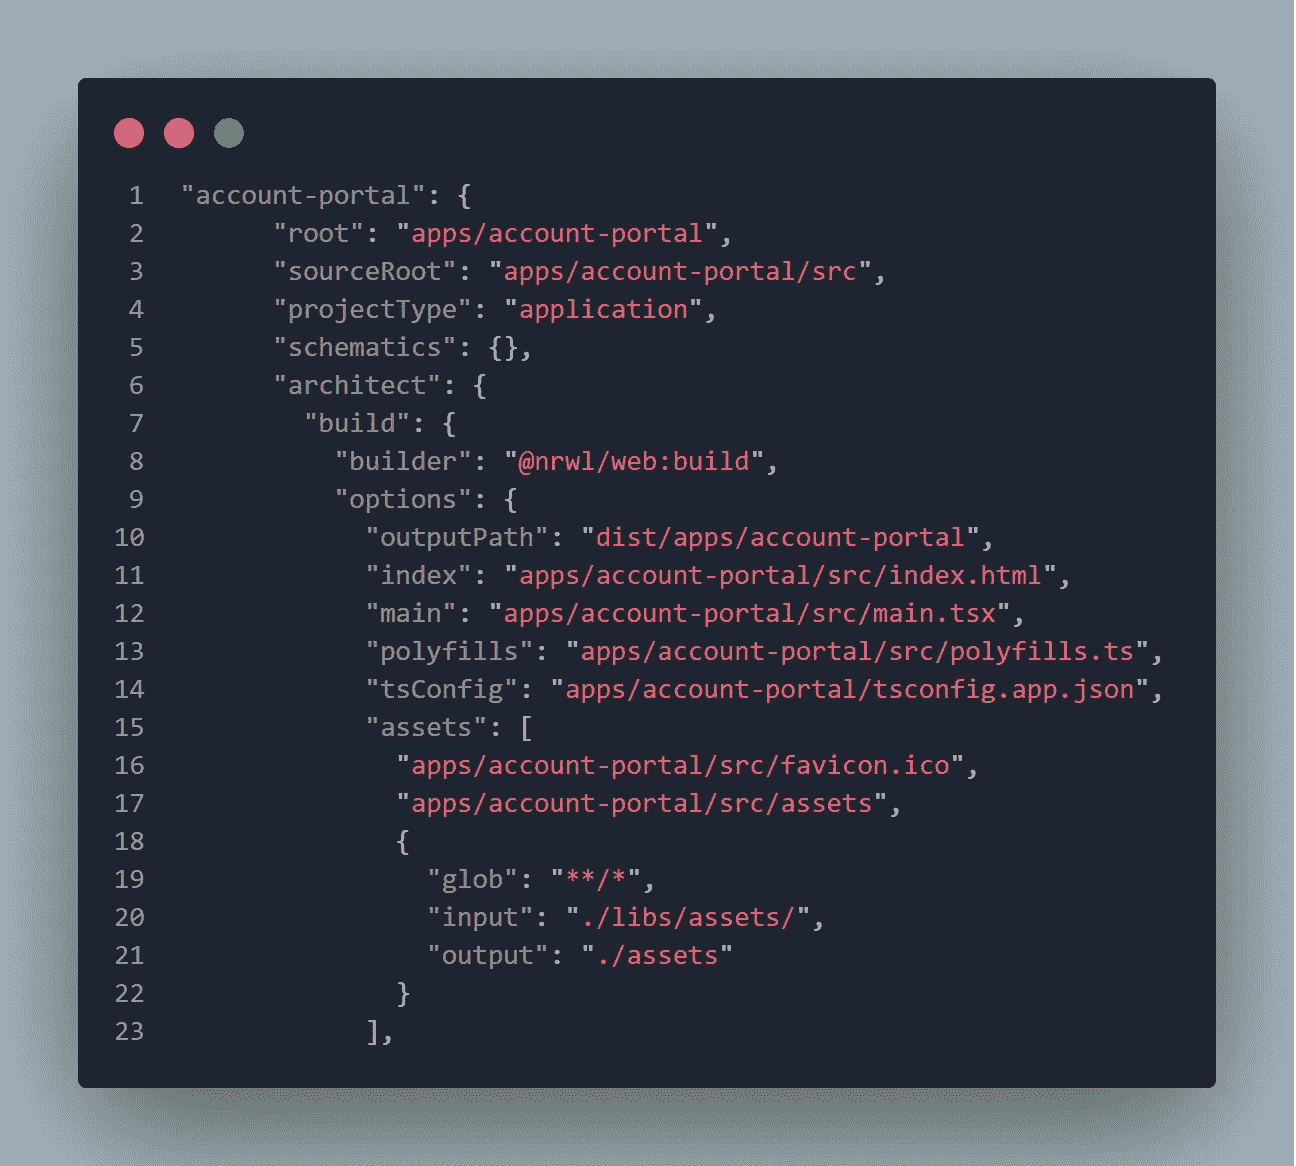 1 "account-portal": {
2 "root": "apps/account-portal",
3 "sourceRoot": "apps/account-portal/src",
4 "projectType": "application",
5 "schematics": {},
6 "architect": {
7 "build": {
8 "builder": "@nrwl/web:build",
9 "options": {
10 "outputPath": "dist/apps/account-portal",
11 "index": "apps/account-portal/src/index.html",
12 "main": "apps/account-portal/src/main.tsx",
13 "polyfills": "apps/account-portal/src/polyfills.ts",
14 "tsConfig": "apps/account-portal/tsconfig.app.json",
15 "assets": [
16 "apps/account-portal/src/favicon.ico",
17 "apps/account-portal/src/assets",
18 {
19 "glob": "**/*",
20 "input": "./libs/assets/",
21 "output": "./assets"
22 }
23 ],